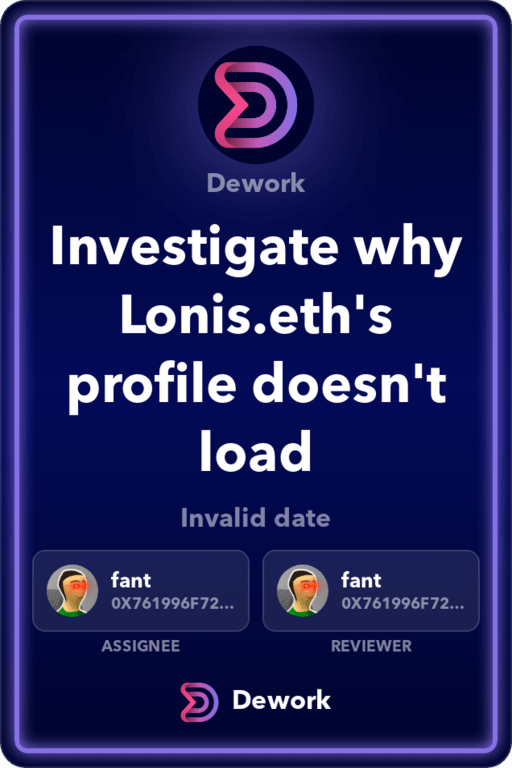 Dework
Investigate why
Lonis.eth's
profile doesn't
load
Invalid date
fant
0X761996F72...
ASSIGNEE
fant
0X761996F72...
REVIEWER
Dework